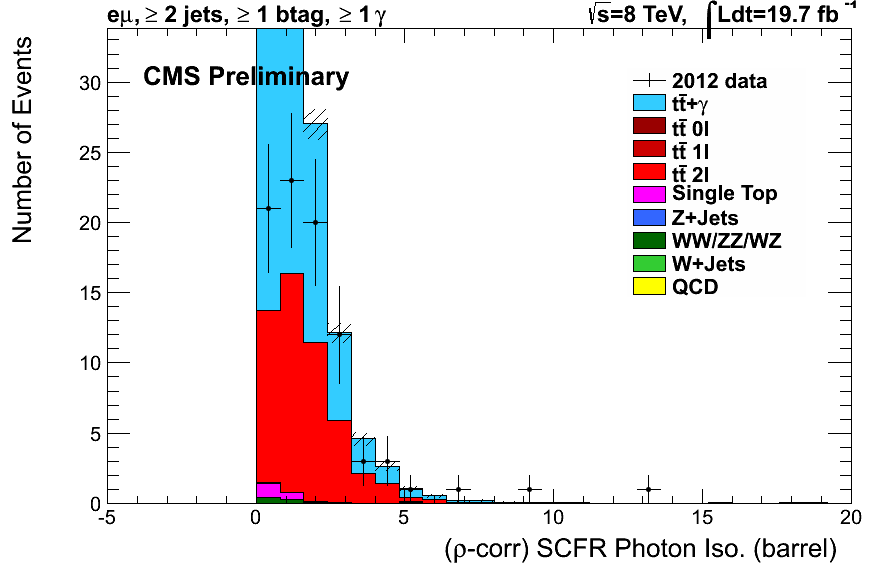 eμ, ≥ 2 jets, ≥ 1 btag, ≥ 1 γ
√s=8 TeV, ∫Ldt=19.7 fb⁻¹
CMS Preliminary
Number of Events
30
25
20
15
10
5
0
2012 data
tt̄+γ
tt̄ 0l
tt̄ 1l
tt̄ 2l
Single Top
Z+Jets
WW/ZZ/WZ
W+Jets
QCD
-5 0 5 10 15 20
(ρ-corr) SCFR Photon Iso. (barrel)